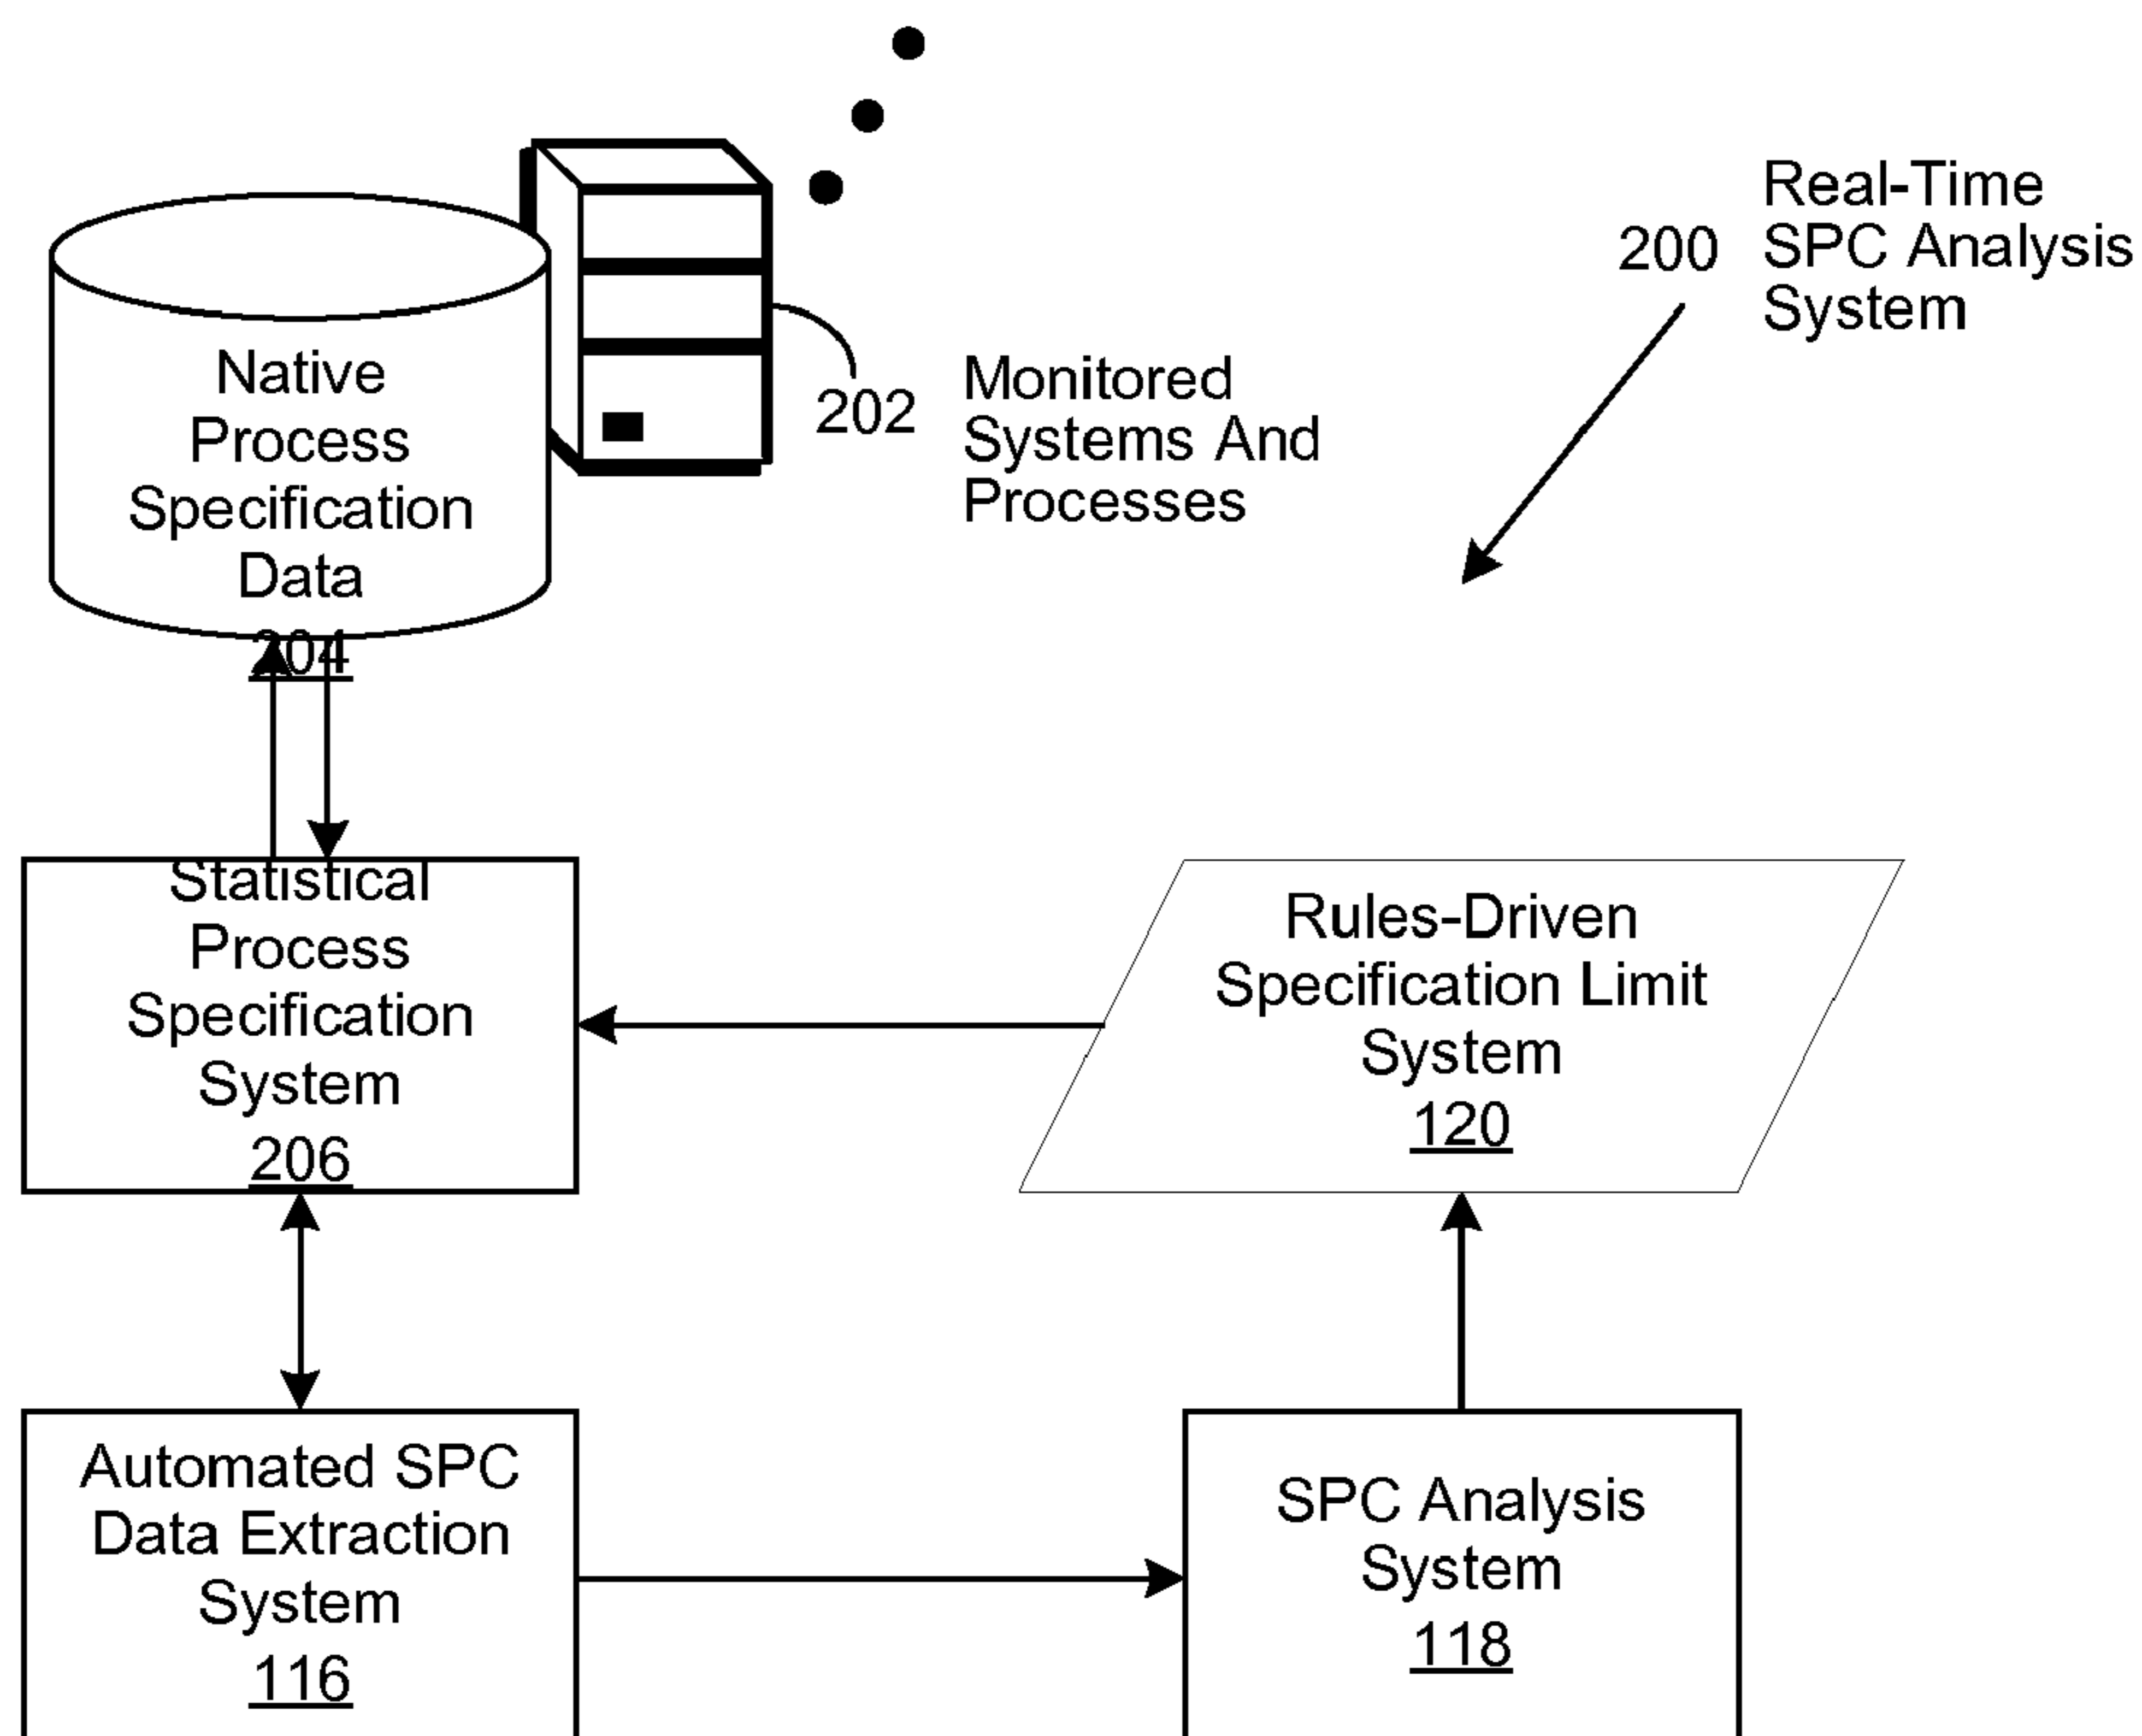 Real-Time
200 SPC Analysis
System
Native
Process
Specification
Data
204
202
Monitored
Systems And
Processes
Statistical
Process
Specification
System
206
Rules-Driven
Specification Limit
System
120
Automated SPC
Data Extraction
System
116
SPC Analysis
System
118